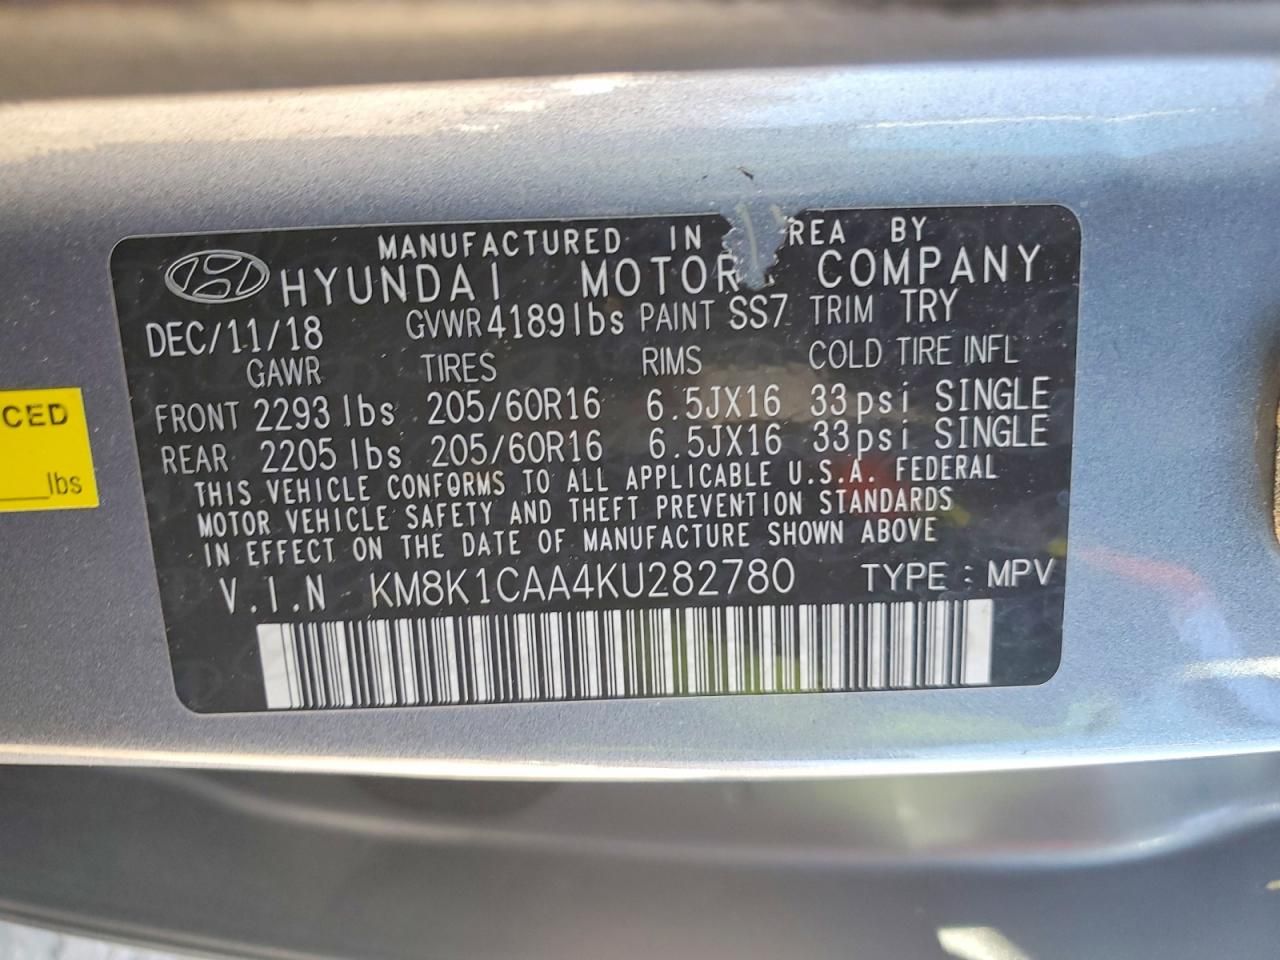 MANUFACTURED IN REA BY
HYUNDAI MOTOR COMPANY
DEC/11/18 GVWR 4189 lbs PAINT SS7 TRIM TRY
GAWR TIRES RIMS COLD TIRE INFL
FRONT 2293 lbs 205/60R16 6.5JX16 33psi SINGLE
REAR 2205 lbs 205/60R16 6.5JX16 33psi SINGLE
THIS VEHICLE CONFORMS TO ALL APPLICABLE U.S.A. FEDERAL
MOTOR VEHICLE SAFETY AND THEFT PREVENTION STANDARDS
IN EFFECT ON THE DATE OF MANUFACTURE SHOWN ABOVE
V.I.N KM8K1CAA4KU282780 TYPE : MPV
CED
lbs